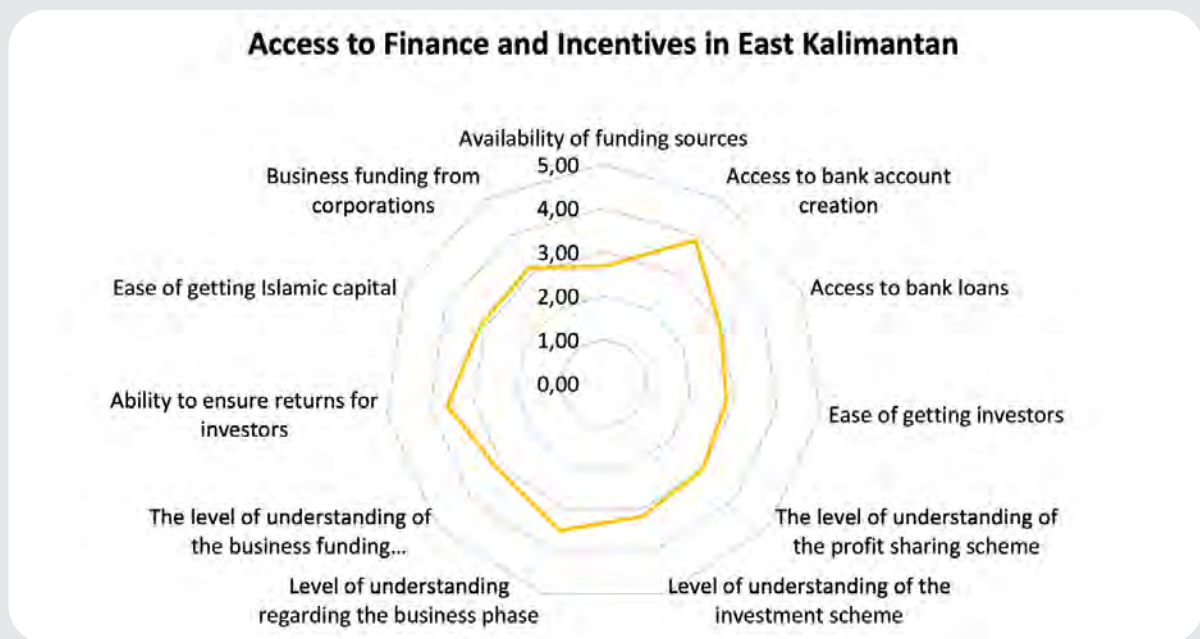 Access to Finance and Incentives in East Kalimantan
Availability of funding sources
5,00
4,00
3,00
2,00
1,00
0,00
Access to bank account
creation
Access to bank loans
Ease of getting investors
The level of understanding of
the profit sharing scheme
Level of understanding of the
investment scheme
Level of understanding
regarding the business phase
The level of understanding of
the business funding...
Ability to ensure returns for
investors
Ease of getting Islamic capital
Business funding from
corporations